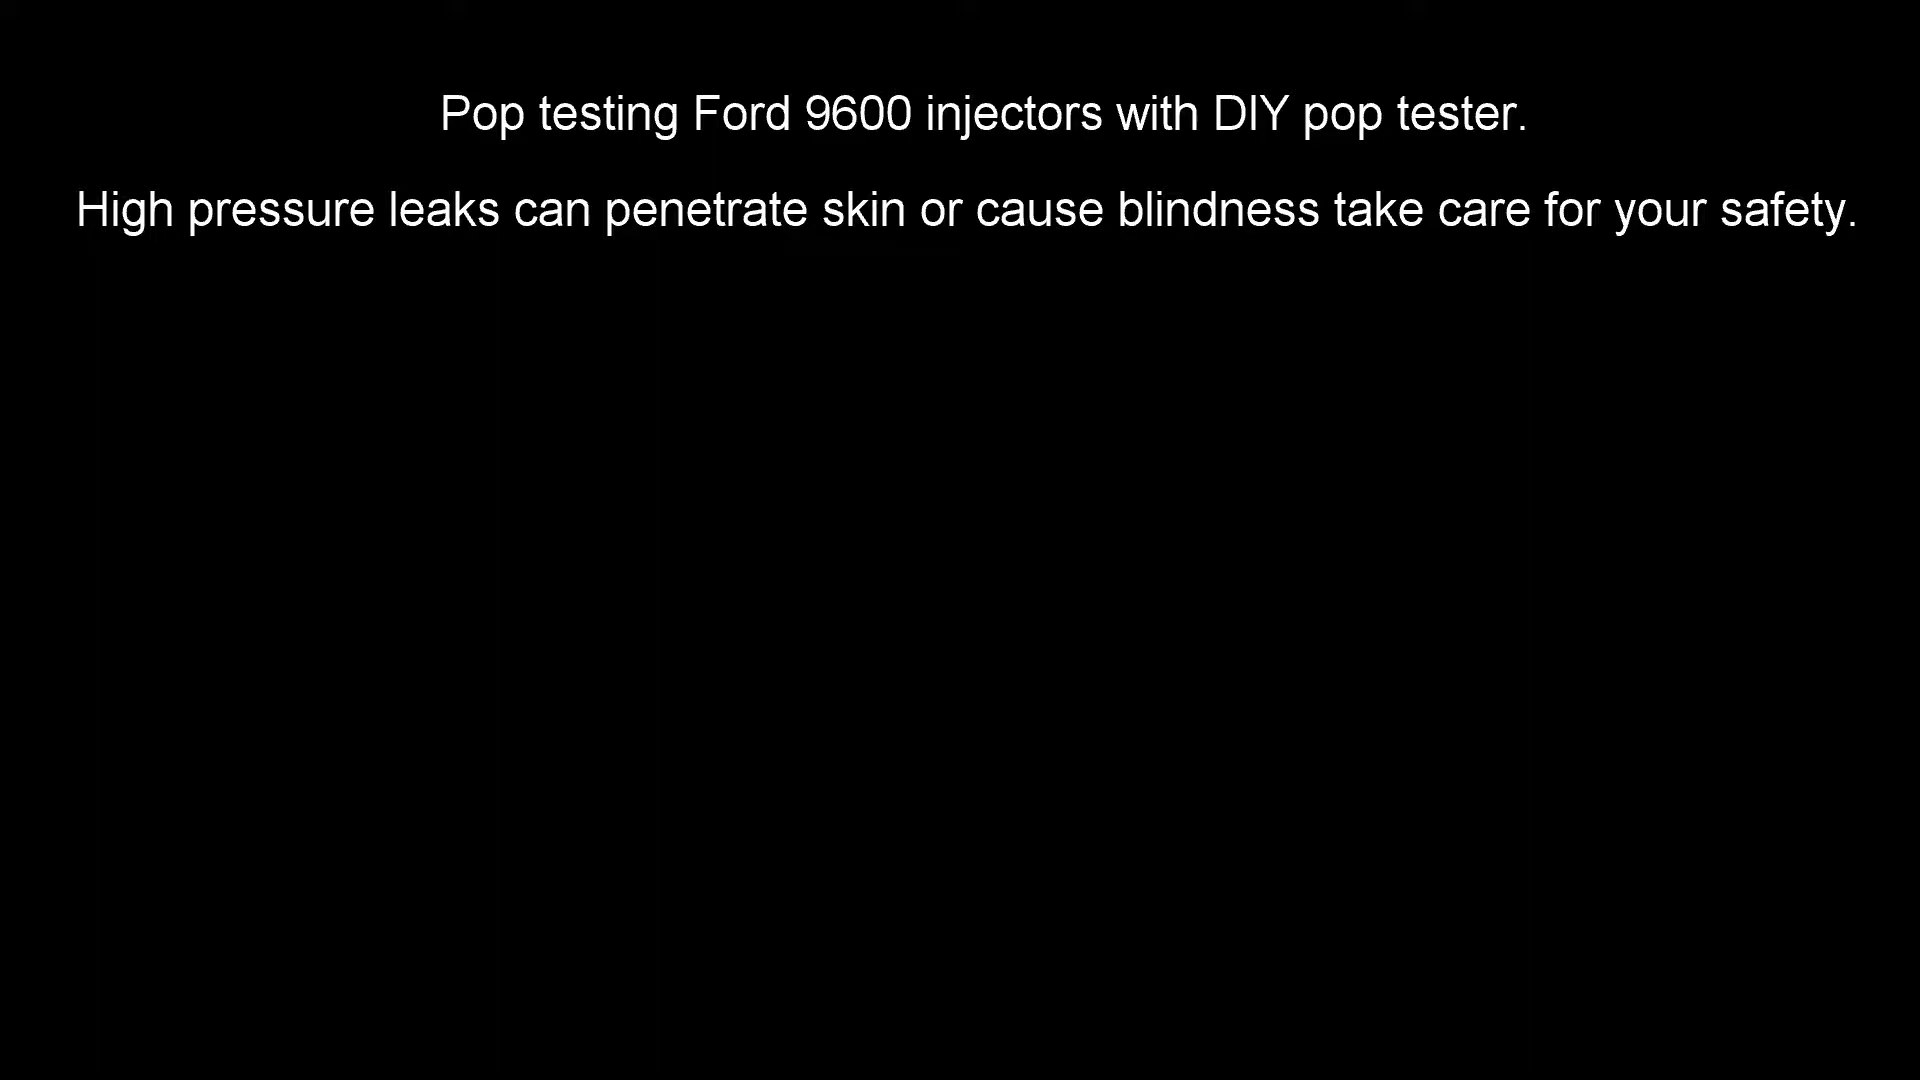 Pop testing Ford 9600 injectors with DIY pop tester.
High pressure leaks can penetrate skin or cause blindness take care for your safety.